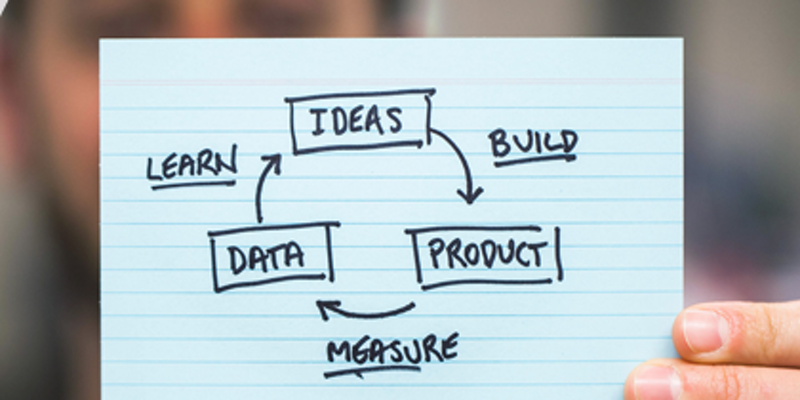 IDEAS
BUILD
LEARN
DATA
PRODUCT
MEASURE